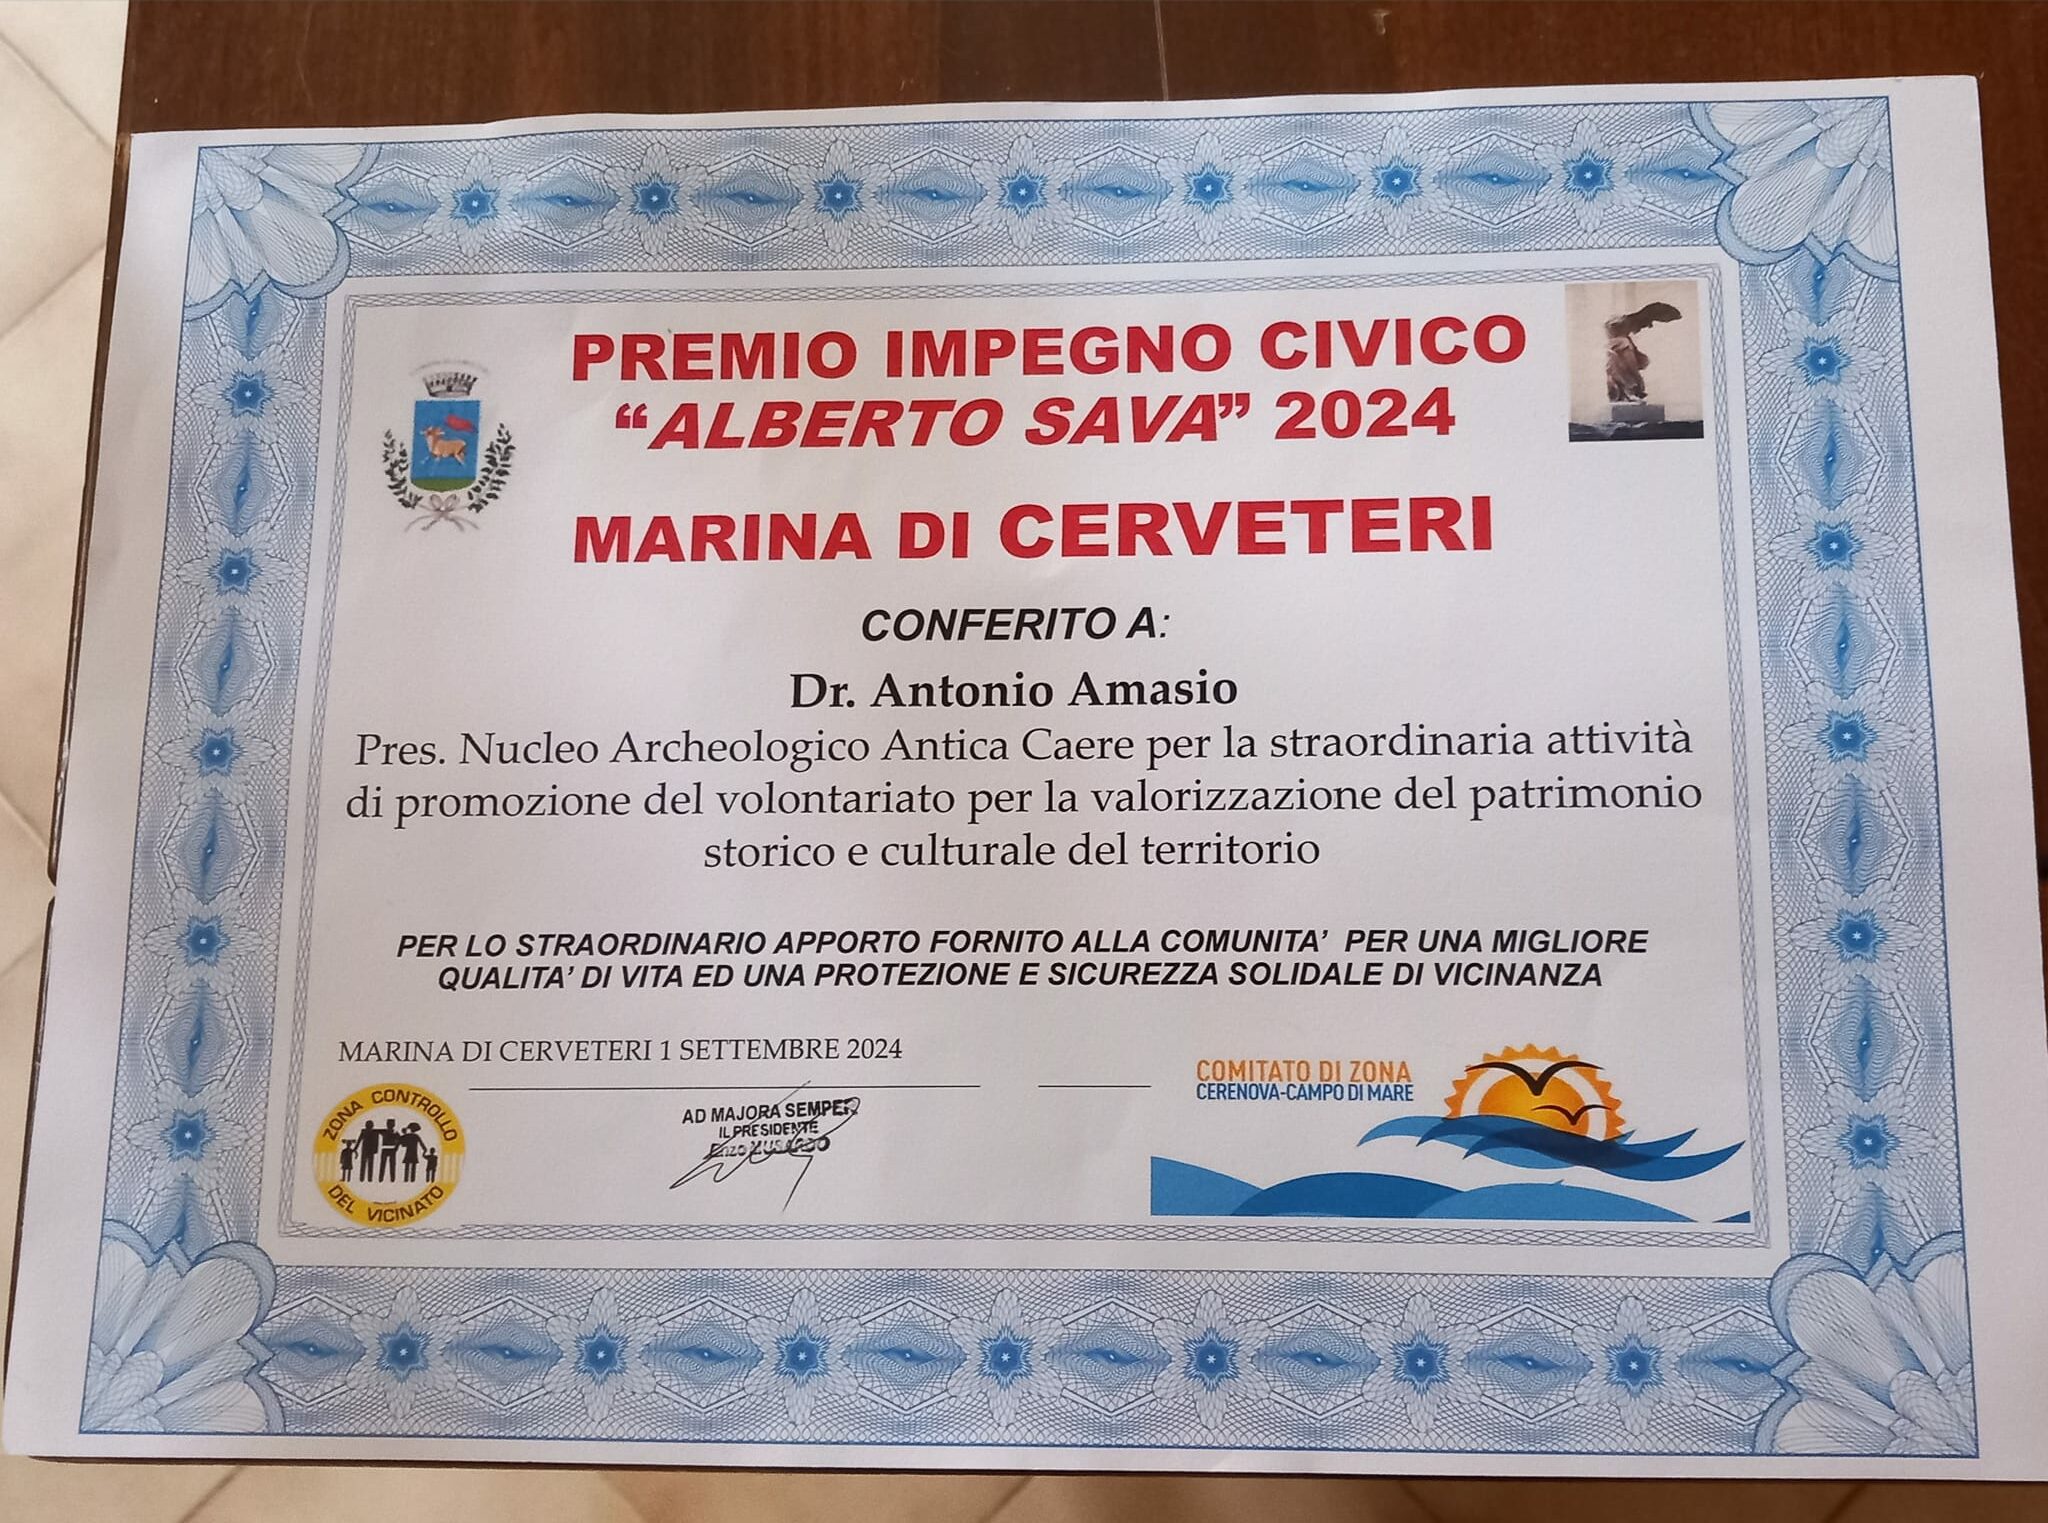 PREMIO IMPEGNO CIVICO
“ALBERTO SAVA” 2024
MARINA DI CERVETERI
CONFERITO A:
Dr. Antonio Amasio
Pres. Nucleo Archeologico Antica Caere per la straordinaria attività
di promozione del volontariato per la valorizzazione del patrimonio
storico e culturale del territorio
PER LO STRAORDINARIO APPORTO FORNITO ALLA COMUNITA’ PER UNA MIGLIORE
QUALITA’ DI VITA ED UNA PROTEZIONE E SICUREZZA SOLIDALE DI VICINANZA
MARINA DI CERVETERI 1 SETTEMBRE 2024
ZONA CONTROLLO
DEL VICINATO
AD MAJORA SEMPER
IL PRESIDENTE
Enzo MUSARDO
COMITATO DI ZONA
CERENOVA-CAMPO DI MARE